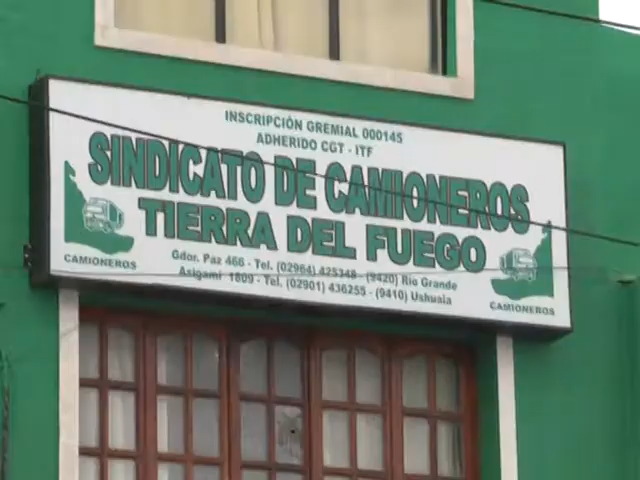 INSCRIPCIÓN GREMIAL 000145
ADHERIDO CGT - ITF
SINDICATO DE CAMIONEROS
TIERRA DEL FUEGO
Gdor. Paz 466 - Tel. (02964) 425348 - (9420) Rio Grande
Asigami 1809 - Tel. (02901) 436255 - (9410) Ushuaia
CAMIONEROS
CAMIONEROS